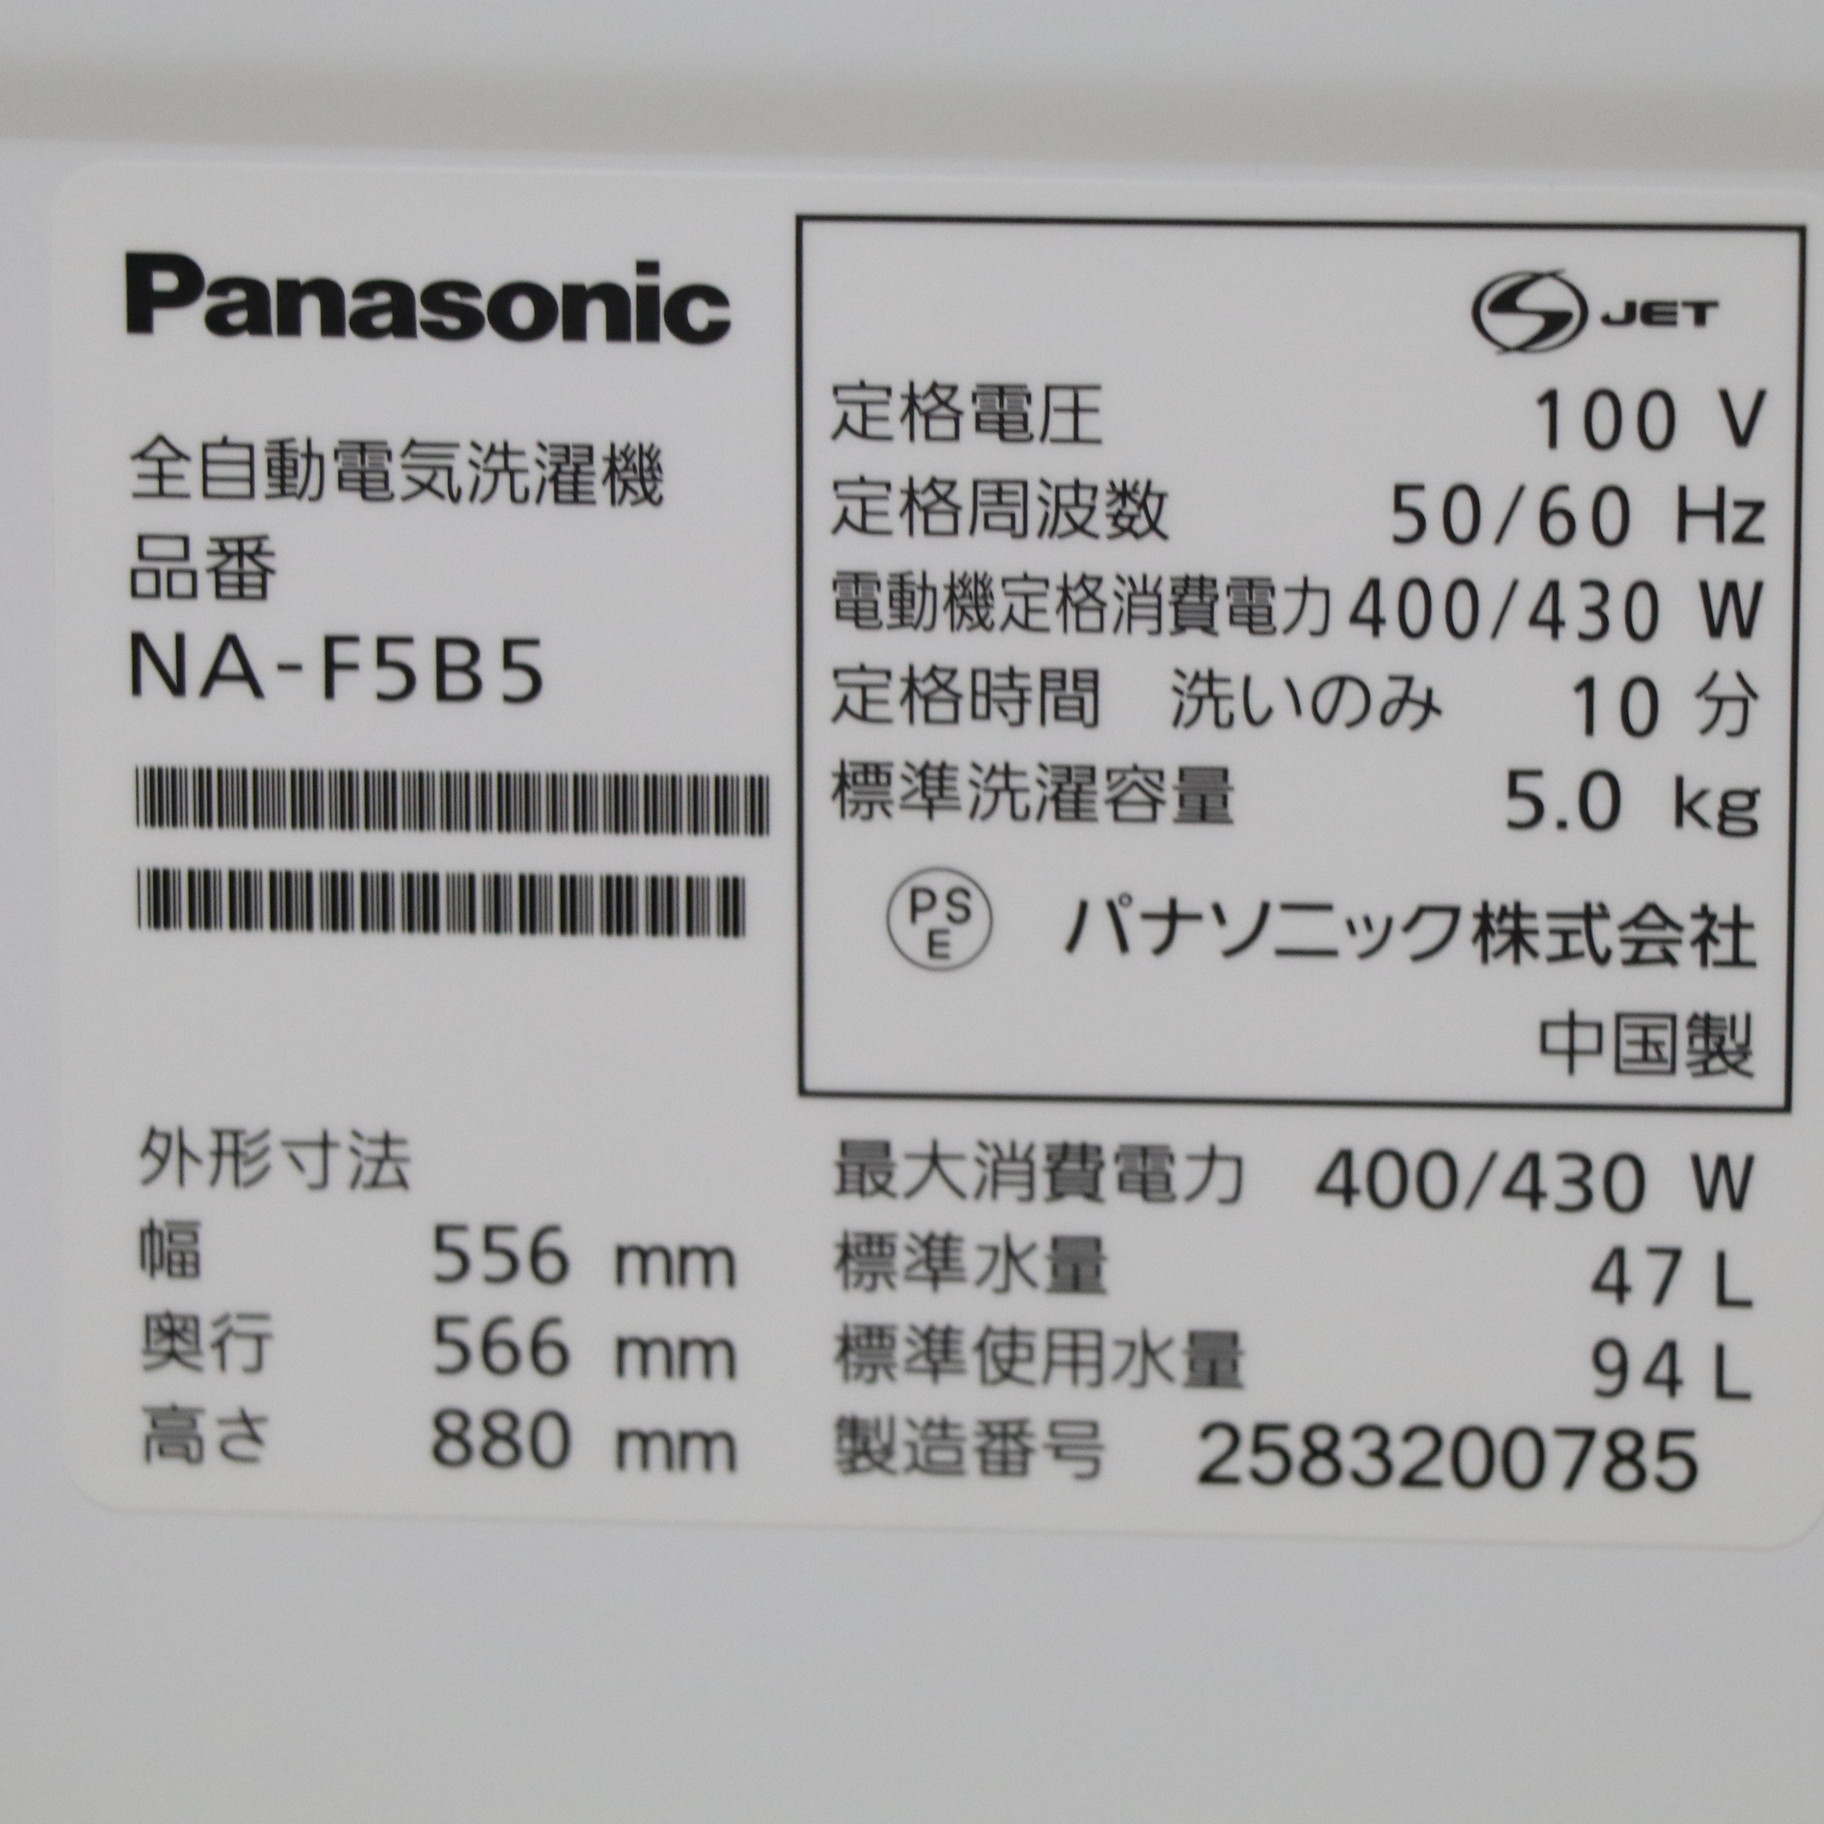 Panasonic
全自動電気洗濯機
品番
NA-F5B5
JET
定格電圧 100 V
定格周波数 50/60 Hz
電動機定格消費電力 400/430 W
定格時間 洗いのみ 10 分
標準洗濯容量 5.0 kg
PS
E
パナソニック株式会社
中国製
外形寸法
幅 556 mm
奥行 566 mm
高さ 880 mm
最大消費電力 400/430 W
標準水量 47 L
標準使用水量 94 L
製造番号 2583200785